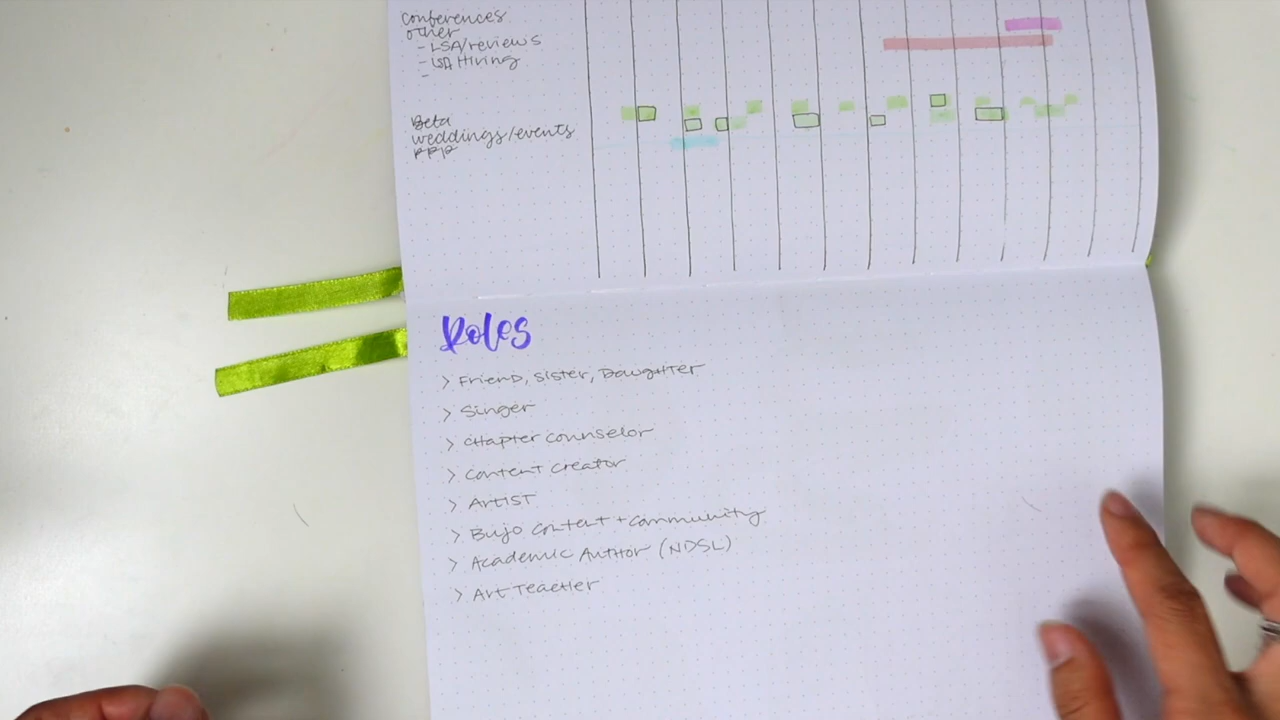 Conferences
other
- LSA/reviews
- LSA Hiring
-
Beta
weddings/events
PPP
Roles
> Friend, Sister, Daughter
> Singer
> Chapter counselor
> Content creator
> Artist
> Bujo content + community
> Academic Author (NDSL)
> Art Teacher